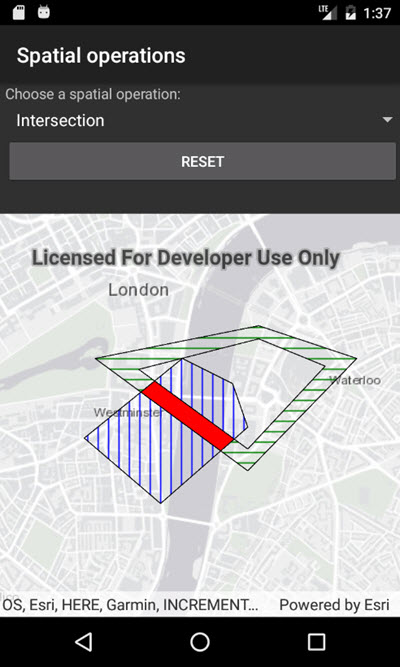 LTE 1:37
Spatial operations
Choose a spatial operation:
Intersection
RESET
Licensed For Developer Use Only
London
Waterloo
Westminster
OS, Esri, HERE, Garmin, INCREMENT... Powered by Esri